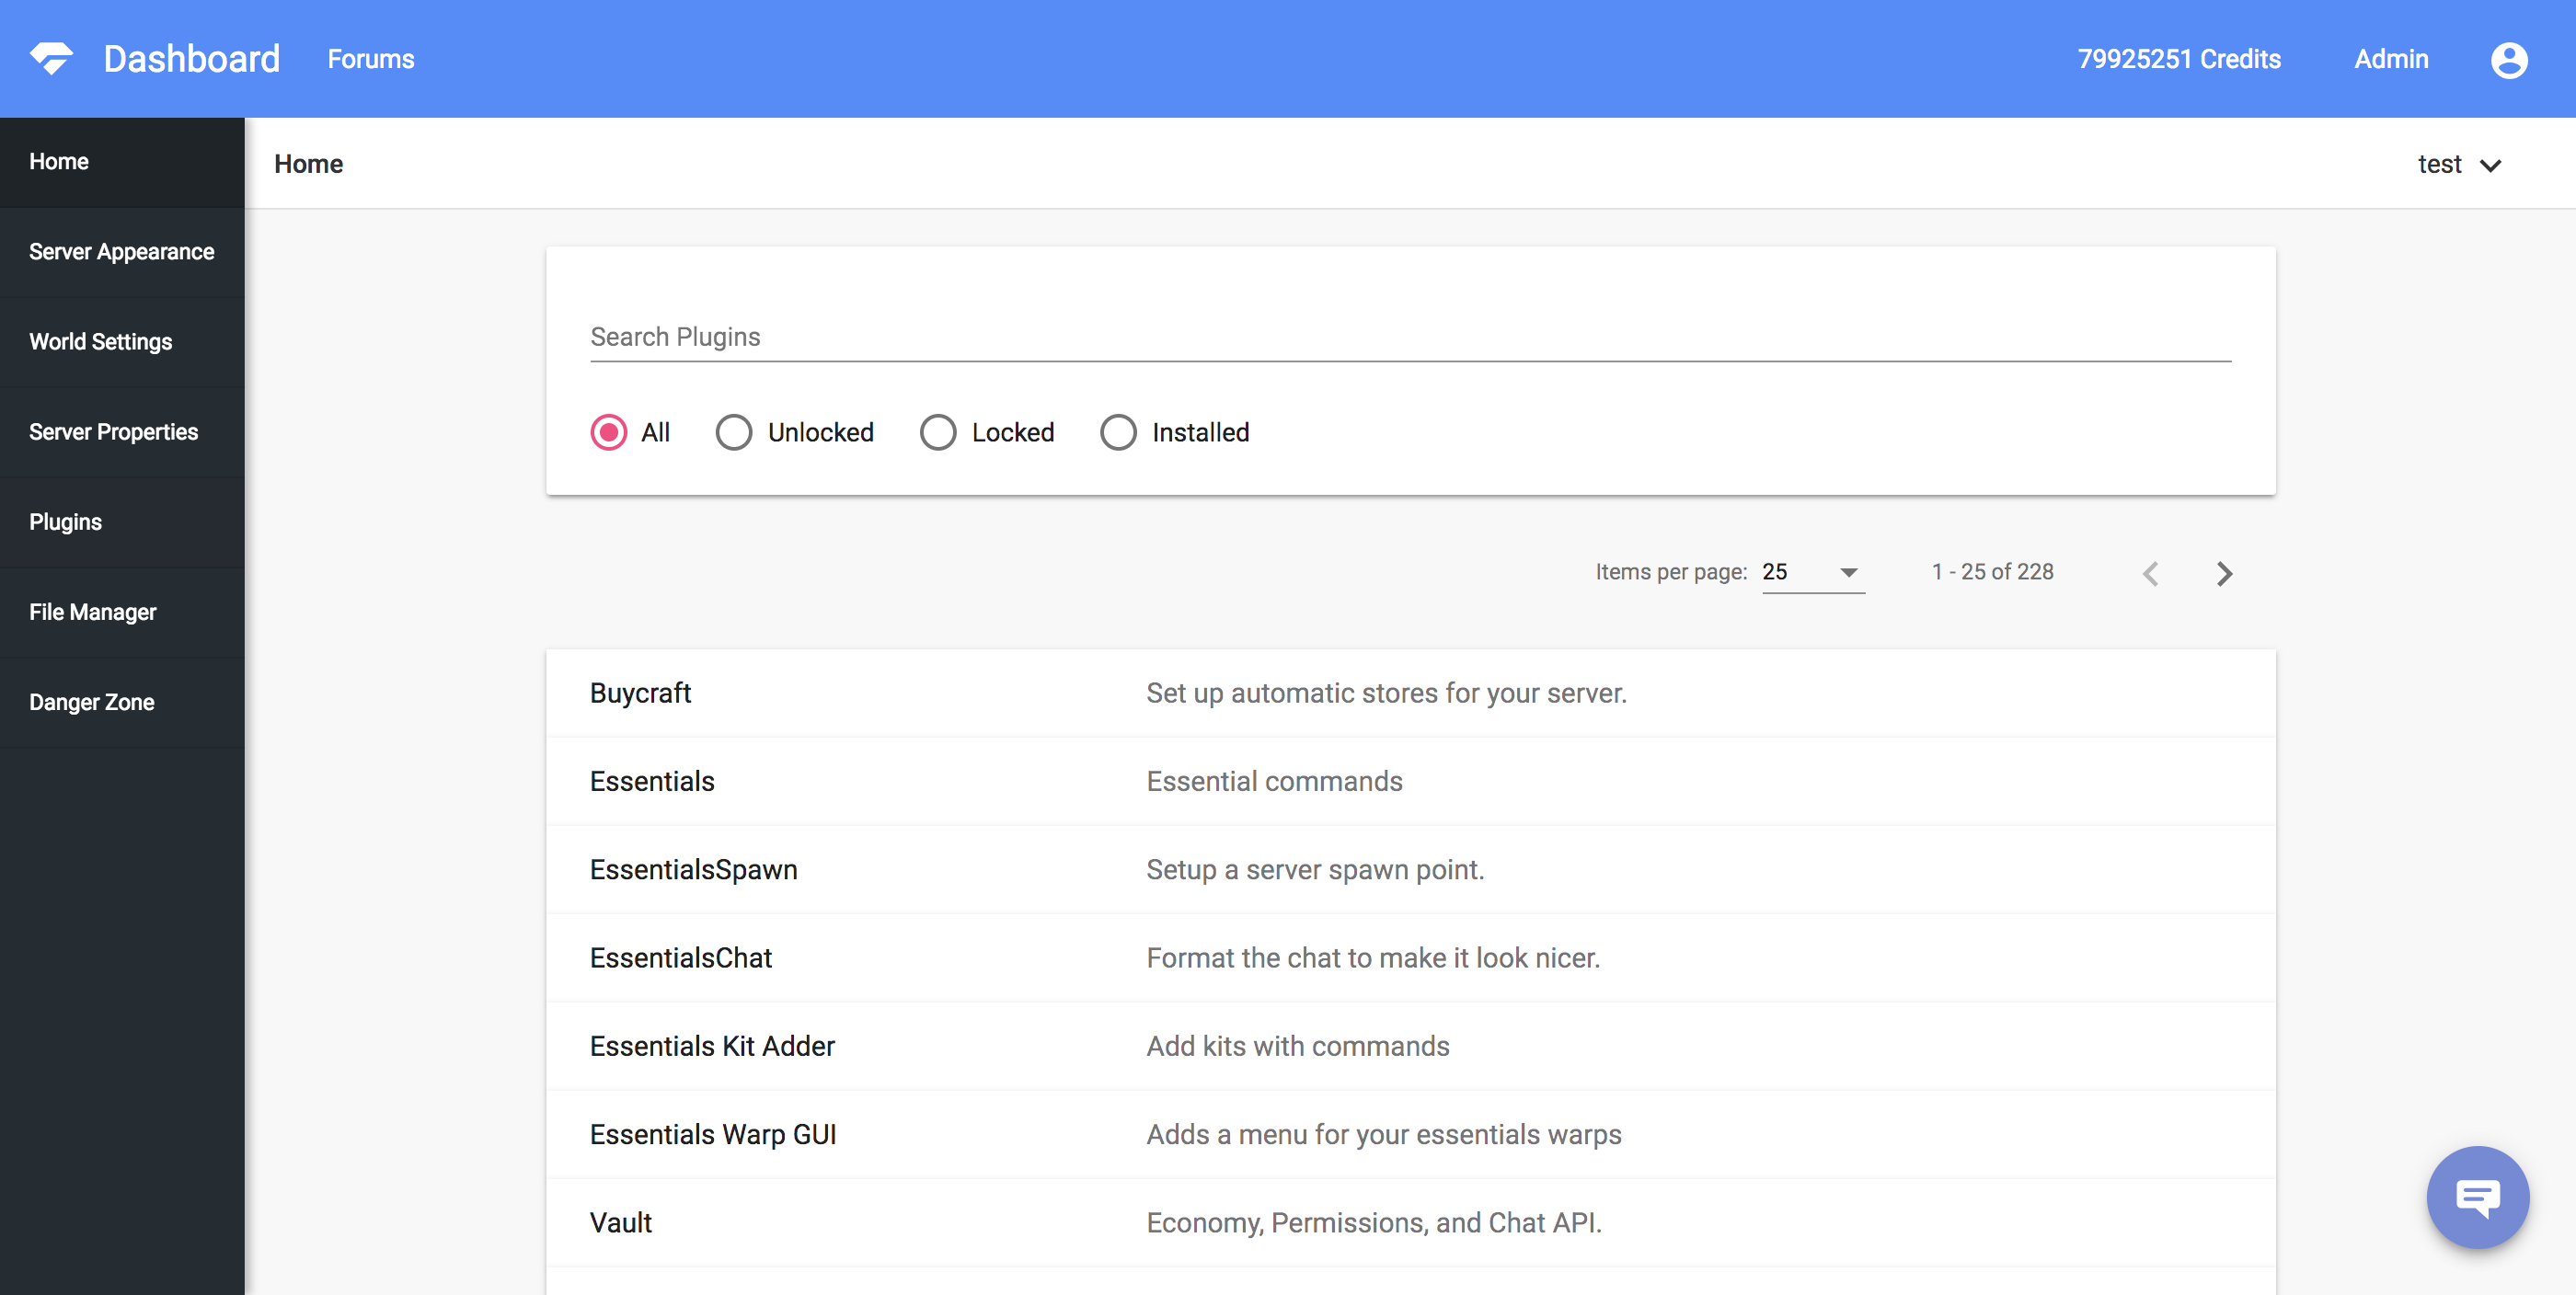 Dashboard Forums 79925251 Credits Admin
Home
Server Appearance
World Settings
Server Properties
Plugins
File Manager
Danger Zone
Home test
Search Plugins
All Unlocked Locked Installed
Items per page: 25 1 - 25 of 228
Buycraft Set up automatic stores for your server.
Essentials Essential commands
EssentialsSpawn Setup a server spawn point.
EssentialsChat Format the chat to make it look nicer.
Essentials Kit Adder Add kits with commands
Essentials Warp GUI Adds a menu for your essentials warps
Vault Economy, Permissions, and Chat API.